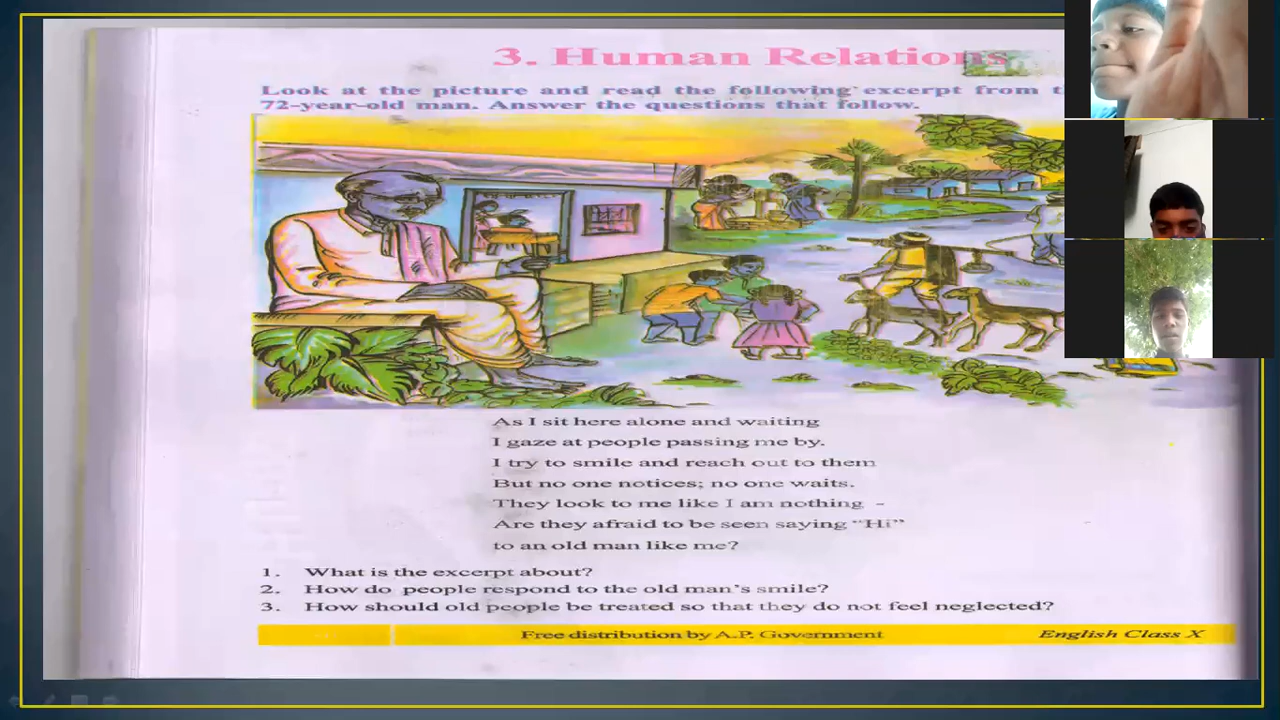 3. Human Relations
Look at the picture and read the following excerpt from
72-year-old man. Answer the questions that follow.
As I sit here alone and waiting
I gaze at people passing me by.
I try to smile and reach out to them
But no one notices; no one waits.
They look to me like I am nothing -
Are they afraid to be seen saying “Hi”
to an old man like me?
1. What is the excerpt about?
2. How do people respond to the old man's smile?
3. How should old people be treated so that they do not feel neglected?
Free distribution by A.P. Government English Class X